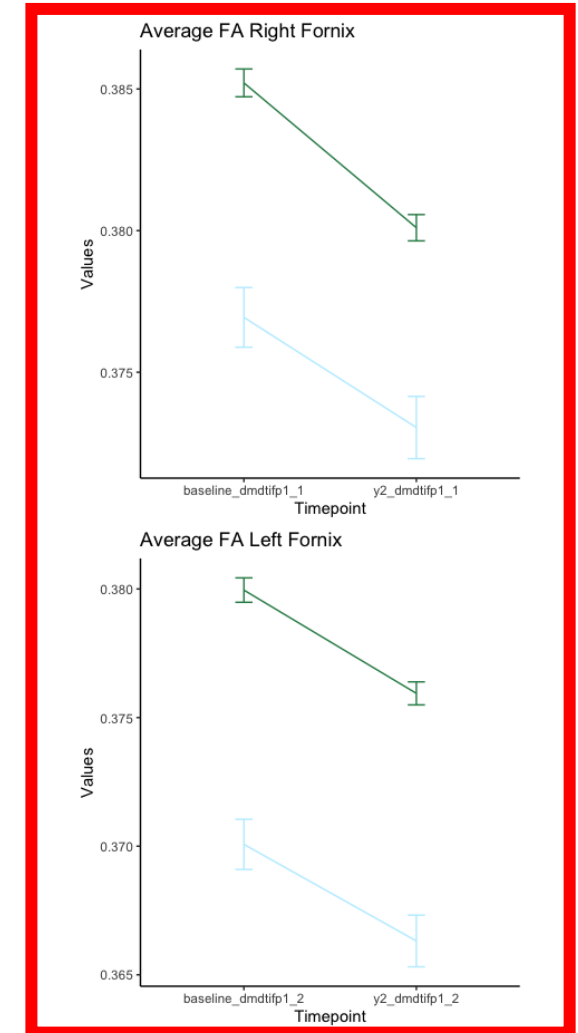 Average FA Right Fornix
0.385
0.380
0.375
Values
baseline_dmdtifp1_1 y2_dmdtifp1_1
Timepoint
Average FA Left Fornix
0.380
0.375
0.370
0.365
Values
baseline_dmdtifp1_2 y2_dmdtifp1_2
Timepoint